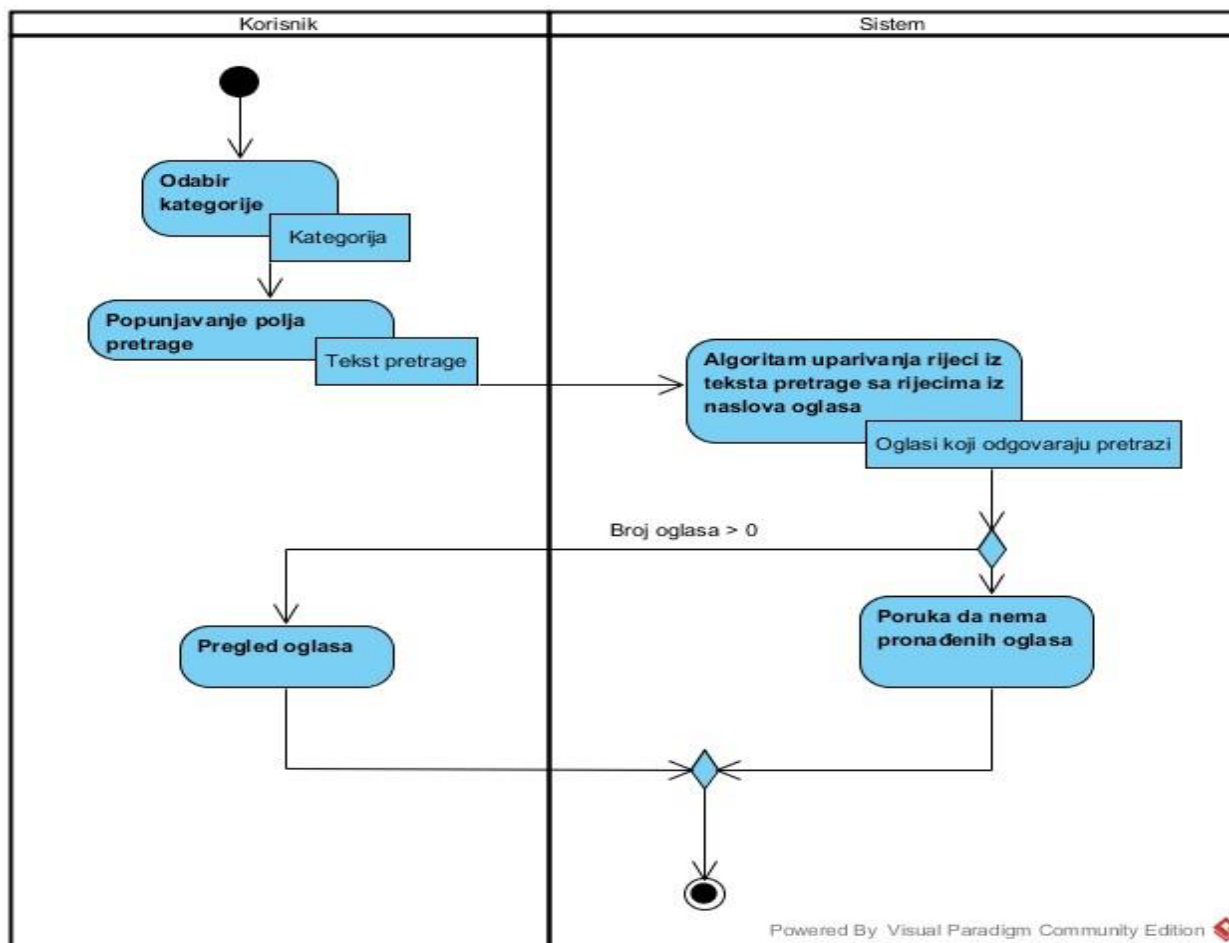 Korisnik
Sistem
Odabir
kategorije
Kategorija
Popunjavanje polja
pretrage
Tekst pretrage
Algoritam uparivanja rijeci iz
teksta pretrage sa rijecima iz
naslova oglasa
Oglasi koji odgovaraju pretrazi
Broj oglasa > 0
Pregled oglasa
Poruka da nema
pronađenih oglasa
Powered By Visual Paradigm Community Edition